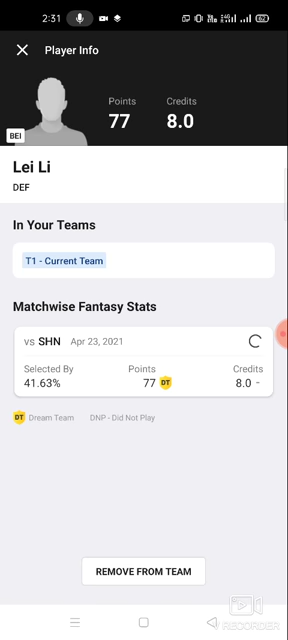 2:31
62
Player Info
Points
Credits
77
8.0
BEI
Lei Li
DEF
In Your Teams
T1 - Current Team
Matchwise Fantasy Stats
vs SHN Apr 23, 2021
Selected By Points Credits
41.63% 77 DT 8.0 -
DT Dream Team DNP - Did Not Play
REMOVE FROM TEAM
RECORDER